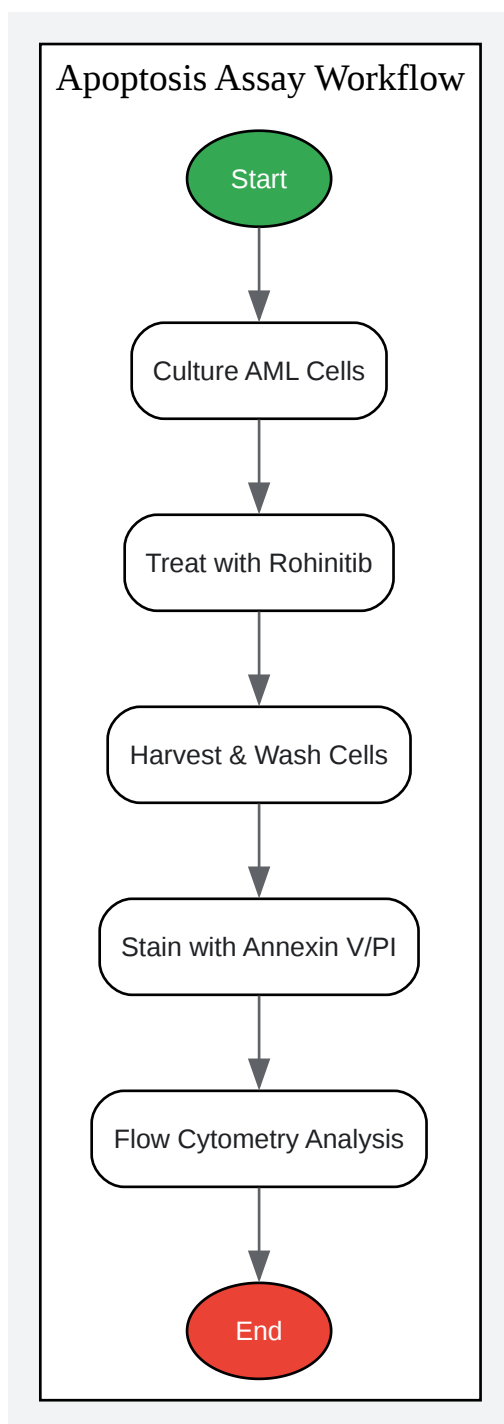 Apoptosis Assay Workflow
Start
Culture AML Cells
Treat with Rohinitib
Harvest & Wash Cells
Stain with Annexin V/PI
Flow Cytometry Analysis
End